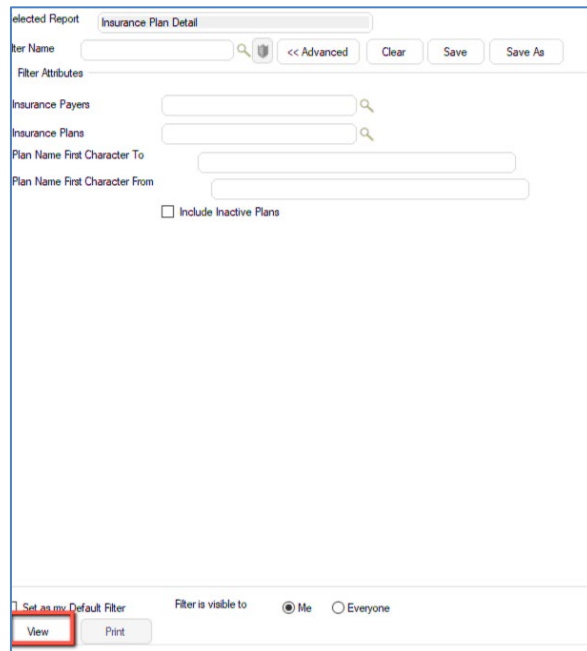 elected Report Insurance Plan Detail
lter Name << Advanced Clear Save Save As
Filter Attributes
Insurance Payers
Insurance Plans
Plan Name First Character To
Plan Name First Character From
Include Inactive Plans
Set as my Default Filter Filter is visible to Me Everyone
View Print